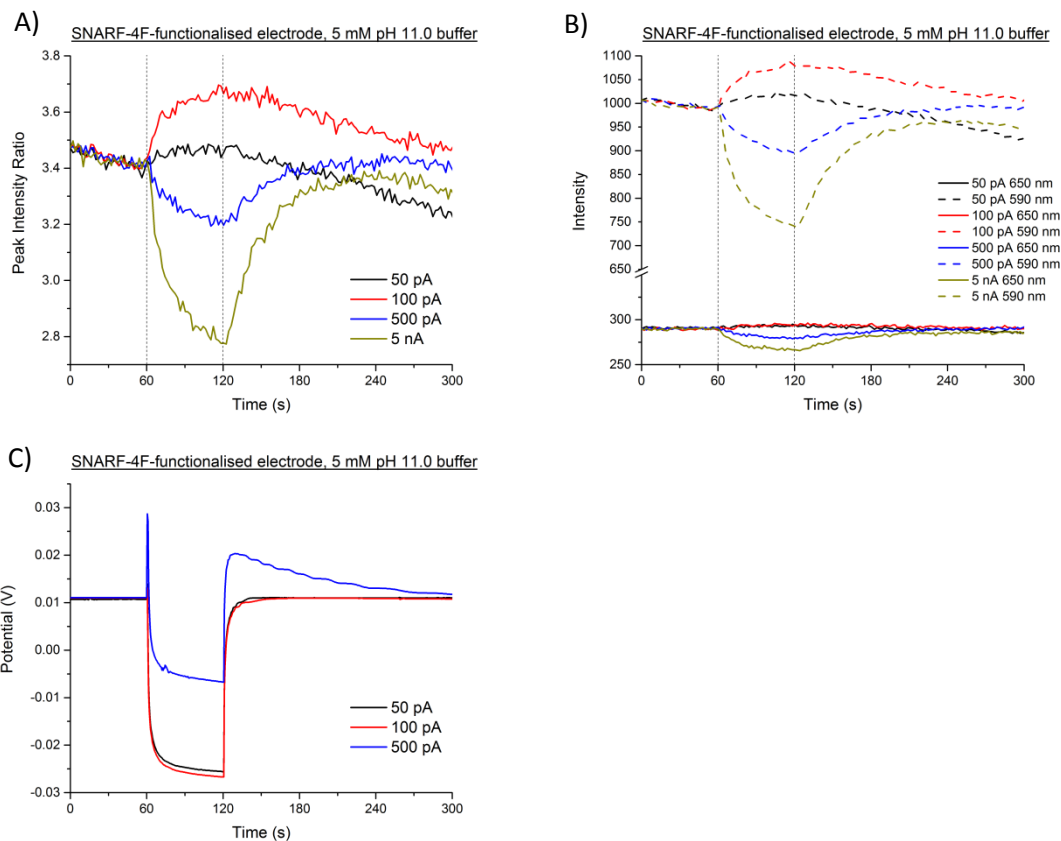 A)
SNARF-4F-functionalised electrode, 5 mM pH 11.0 buffer
3.8
3.6
3.4
3.2
3.0
2.8
Peak Intensity Ratio
50 pA
100 pA
500 pA
5 nA
0 60 120 180 240 300
Time (s)
B)
SNARF-4F-functionalised electrode, 5 mM pH 11.0 buffer
1100
1050
1000
950
900
850
800
750
700
650
300
250
Intensity
50 pA 650 nm
50 pA 590 nm
100 pA 650 nm
100 pA 590 nm
500 pA 650 nm
500 pA 590 nm
5 nA 650 nm
5 nA 590 nm
0 60 120 180 240 300
Time (s)
C)
SNARF-4F-functionalised electrode, 5 mM pH 11.0 buffer
0.03
0.02
0.01
0.00
-0.01
-0.02
-0.03
Potential (V)
50 pA
100 pA
500 pA
0 60 120 180 240 300
Time (s)